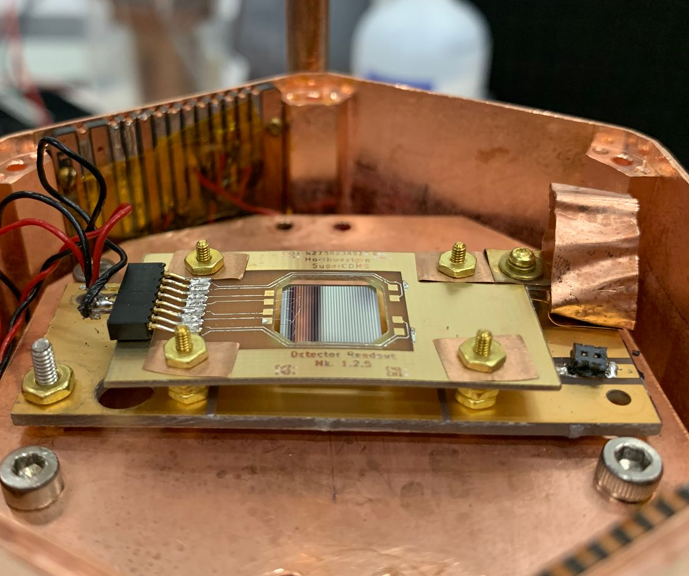 Northwestern
SuperCDMS
Detector Readout
Mk. 1.2.5